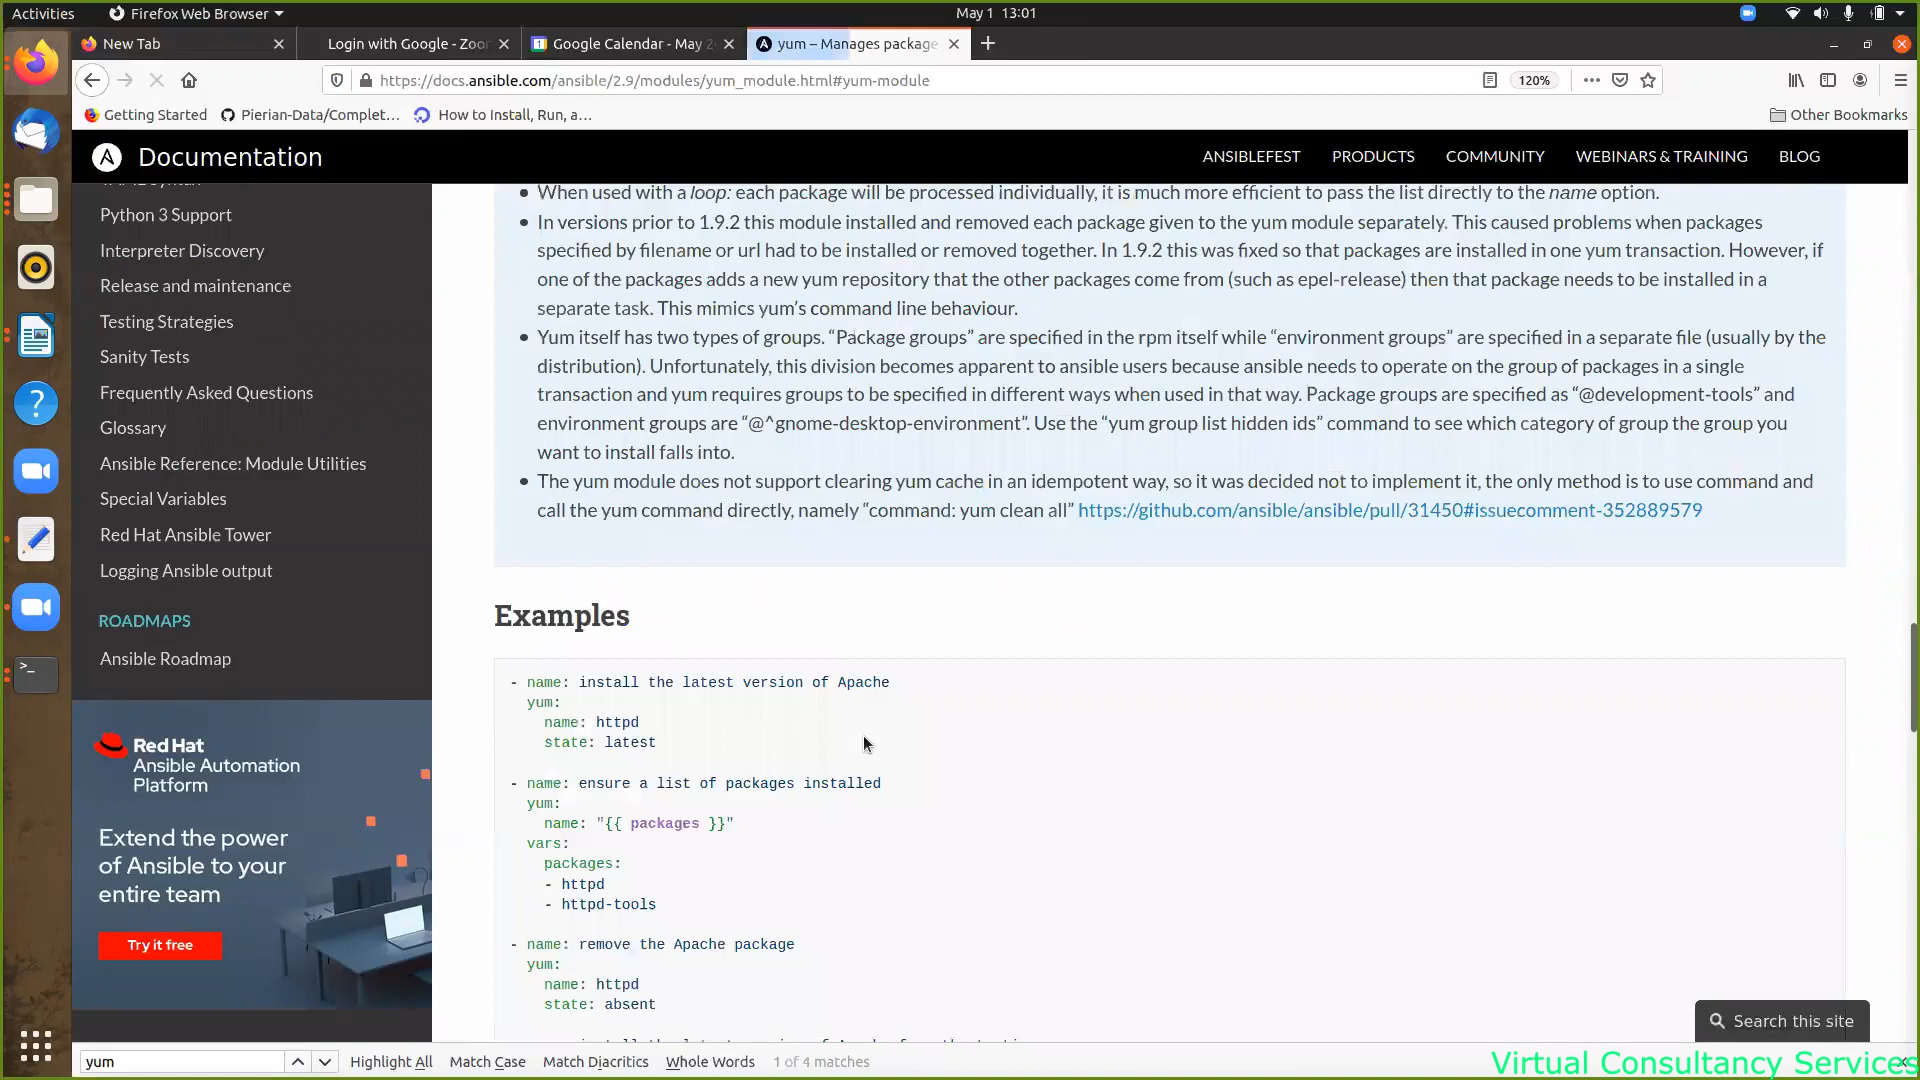 Activities
Firefox Web Browser
May 1 13:01
New Tab
Login with Google - Zoo
Google Calendar - May 2
yum – Manages package
https://docs.ansible.com/ansible/2.9/modules/yum_module.html#yum-module
120%
Getting Started
Pierian-Data/Complet…
How to Install, Run, a…
Other Bookmarks
Documentation
ANSIBLEFEST
PRODUCTS
COMMUNITY
WEBINARS & TRAINING
BLOG
Python 3 Support
Interpreter Discovery
Release and maintenance
Testing Strategies
Sanity Tests
Frequently Asked Questions
Glossary
Ansible Reference: Module Utilities
Special Variables
Red Hat Ansible Tower
Logging Ansible output
ROADMAPS
Ansible Roadmap
Red Hat
Ansible Automation
Platform
Extend the power
of Ansible to your
entire team
Try it free
When used with a loop: each package will be processed individually, it is much more efficient to pass the list directly to the name option.
In versions prior to 1.9.2 this module installed and removed each package given to the yum module separately. This caused problems when packages
specified by filename or url had to be installed or removed together. In 1.9.2 this was fixed so that packages are installed in one yum transaction. However, if
one of the packages adds a new yum repository that the other packages come from (such as epel-release) then that package needs to be installed in a
separate task. This mimics yum’s command line behaviour.
Yum itself has two types of groups. “Package groups” are specified in the rpm itself while “environment groups” are specified in a separate file (usually by the
distribution). Unfortunately, this division becomes apparent to ansible users because ansible needs to operate on the group of packages in a single
transaction and yum requires groups to be specified in different ways when used in that way. Package groups are specified as “@development-tools” and
environment groups are “@^gnome-desktop-environment”. Use the “yum group list hidden ids” command to see which category of group the group you
want to install falls into.
The yum module does not support clearing yum cache in an idempotent way, so it was decided not to implement it, the only method is to use command and
call the yum command directly, namely “command: yum clean all” https://github.com/ansible/ansible/pull/31450#issuecomment-352889579
Examples
- name: install the latest version of Apache
yum:
name: httpd
state: latest
- name: ensure a list of packages installed
yum:
name: "{{ packages }}"
vars:
packages:
- httpd
- httpd-tools
- name: remove the Apache package
yum:
name: httpd
state: absent
Search this site
yum
Highlight All
Match Case
Match Diacritics
Whole Words
1 of 4 matches
Virtual Consultancy Services